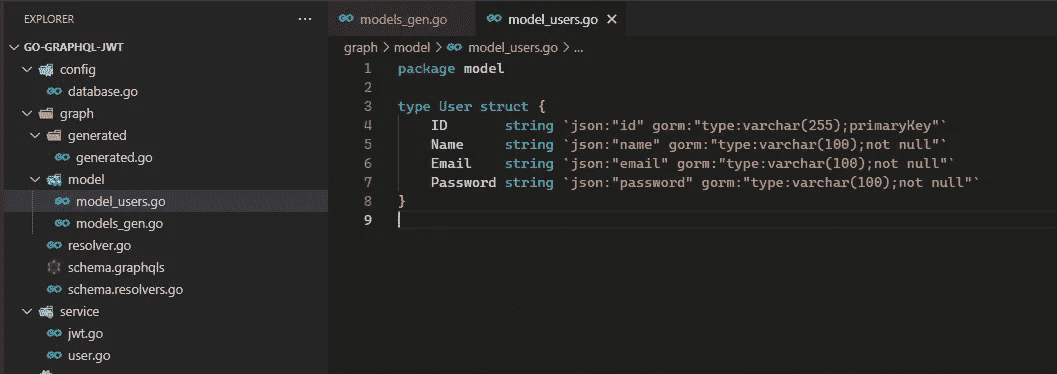 EXPLORER
GO-GRAPHQL-JWT
config
database.go
graph
generated
generated.go
model
model_users.go
models_gen.go
resolver.go
schema.graphqls
schema.resolvers.go
service
jwt.go
user.go
models_gen.go model_users.go
graph > model > model_users.go > ...
1 package model
2
3 type User struct {
4 ID string `json:"id" gorm:"type:varchar(255);primaryKey"`
5 Name string `json:"name" gorm:"type:varchar(100);not null"`
6 Email string `json:"email" gorm:"type:varchar(100);not null"`
7 Password string `json:"password" gorm:"type:varchar(100);not null"`
8 }
9